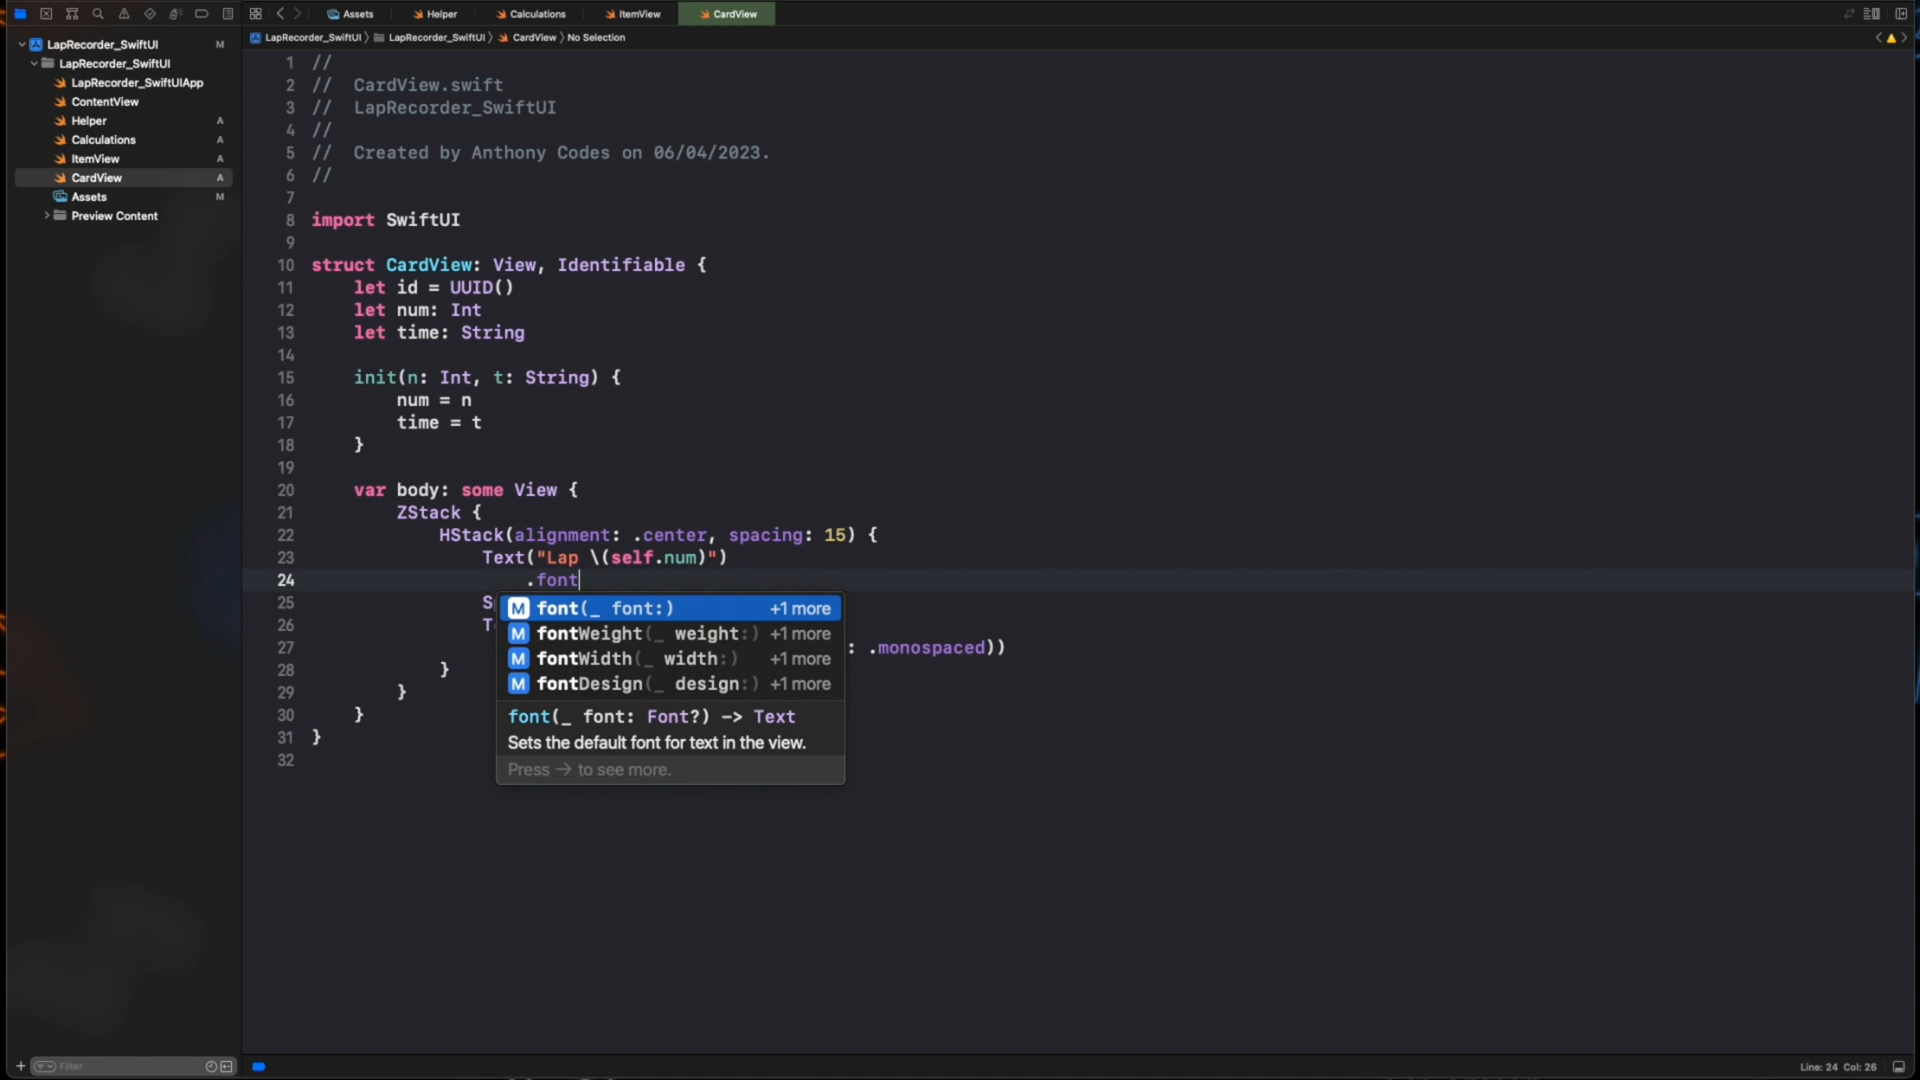 Assets
Helper
Calculations
ItemView
CardView
LapRecorder_SwiftUI M
LapRecorder_SwiftUI
LapRecorder_SwiftUIApp
ContentView
Helper A
Calculations A
ItemView A
CardView A
Assets M
Preview Content
LapRecorder_SwiftUI LapRecorder_SwiftUI CardView No Selection
1 //
2 // CardView.swift
3 // LapRecorder_SwiftUI
4 //
5 // Created by Anthony Codes on 06/04/2023.
6 //
7
8 import SwiftUI
9
10 struct CardView: View, Identifiable {
11 let id = UUID()
12 let num: Int
13 let time: String
14
15 init(n: Int, t: String) {
16 num = n
17 time = t
18 }
19
20 var body: some View {
21 ZStack {
22 HStack(alignment: .center, spacing: 15) {
23 Text("Lap \(self.num)")
24 .font
25 S
26 T
27 : .monospaced))
28 }
29 }
30 }
31 }
32
M font(_ font:) +1 more
M fontWeight(_ weight:) +1 more
M fontWidth(_ width:) +1 more
M fontDesign(_ design:) +1 more
font(_ font: Font?) -> Text
Sets the default font for text in the view.
Press → to see more.
Filter
Line: 24 Col: 26